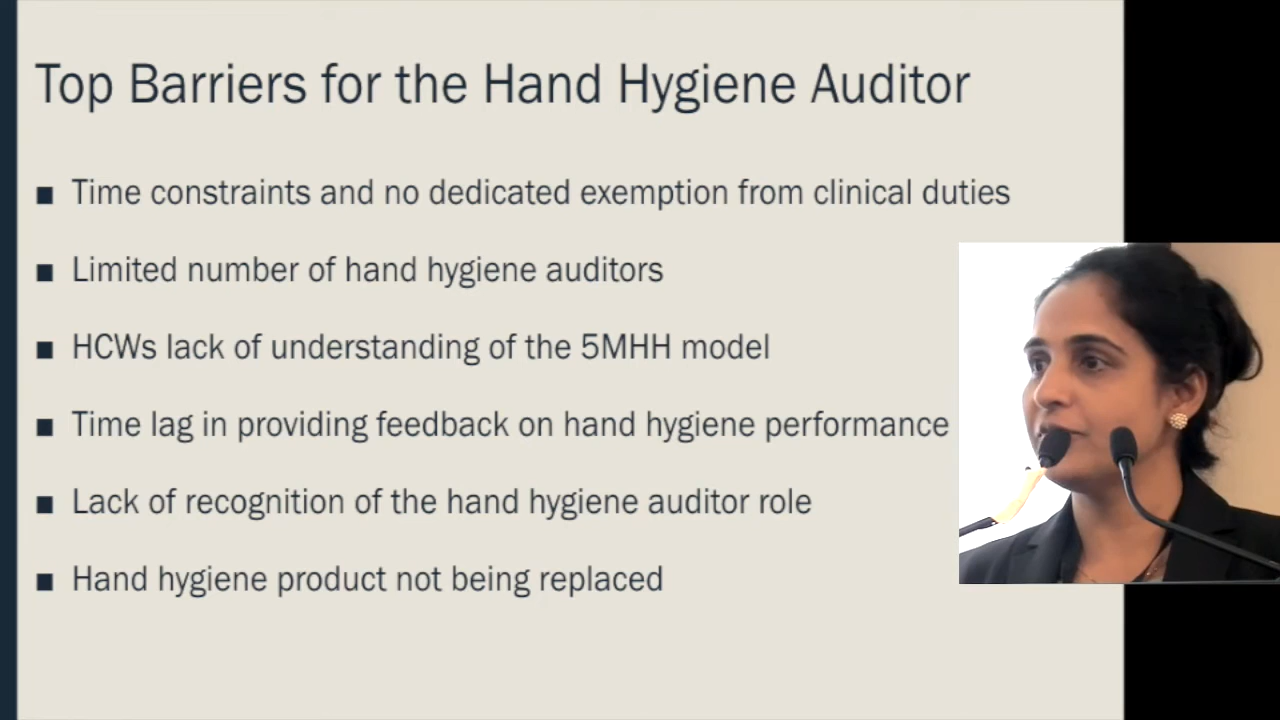 Top Barriers for the Hand Hygiene Auditor
■ Time constraints and no dedicated exemption from clinical duties
■ Limited number of hand hygiene auditors
■ HCWs lack of understanding of the 5MHH model
■ Time lag in providing feedback on hand hygiene performance
■ Lack of recognition of the hand hygiene auditor role
■ Hand hygiene product not being replaced